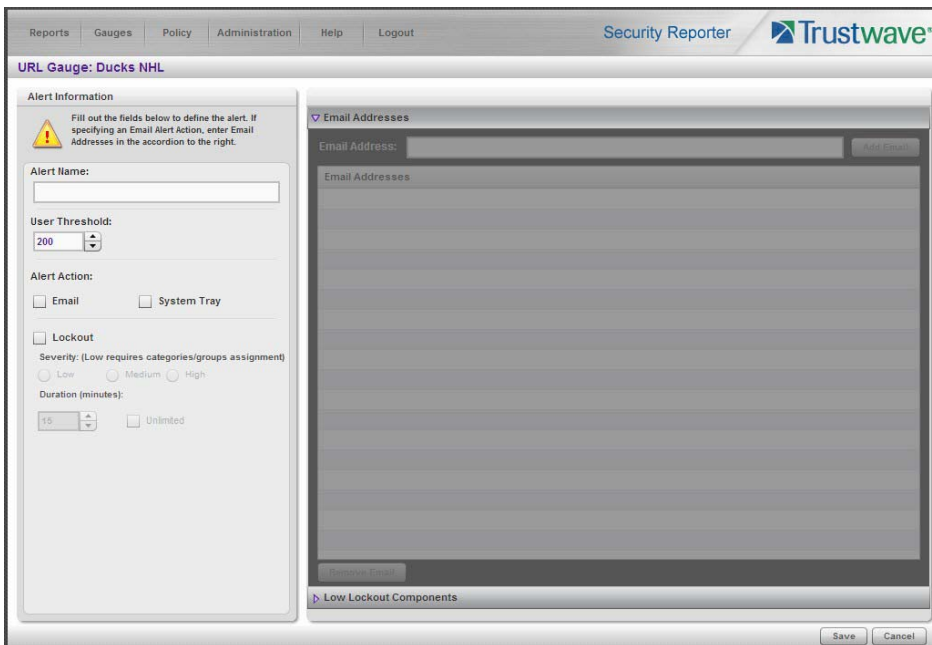 Reports Gauges Policy Administration Help Logout Security Reporter Trustwave
URL Gauge: Ducks NHL
Alert Information
Fill out the fields below to define the alert. If
specifying an Email Alert Action, enter Email
Addresses in the accordion to the right.
Alert Name:
User Threshold:
200
Alert Action:
Email System Tray
Lockout
Severity: (Low requires categories/groups assignment)
Low Medium High
Duration (minutes):
15 Unlimited
Email Addresses
Email Address: Add Email
Email Addresses
Remove Email
Low Lockout Components
Save Cancel